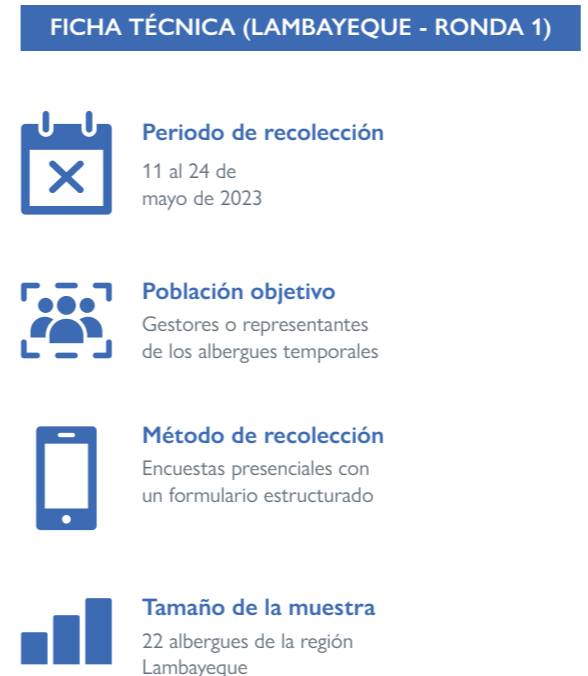 FICHA TÉCNICA (LAMBAYEQUE - RONDA 1)
Periodo de recolección
11 al 24 de
mayo de 2023
Población objetivo
Gestores o representantes
de los albergues temporales
Método de recolección
Encuestas presenciales con
un formulario estructurado
Tamaño de la muestra
22 albergues de la región
Lambayeque